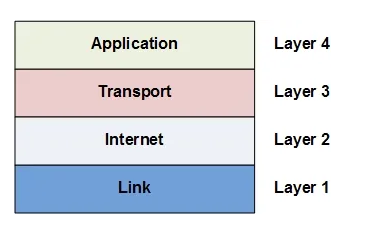 Application Layer 4
Transport Layer 3
Internet Layer 2
Link Layer 1